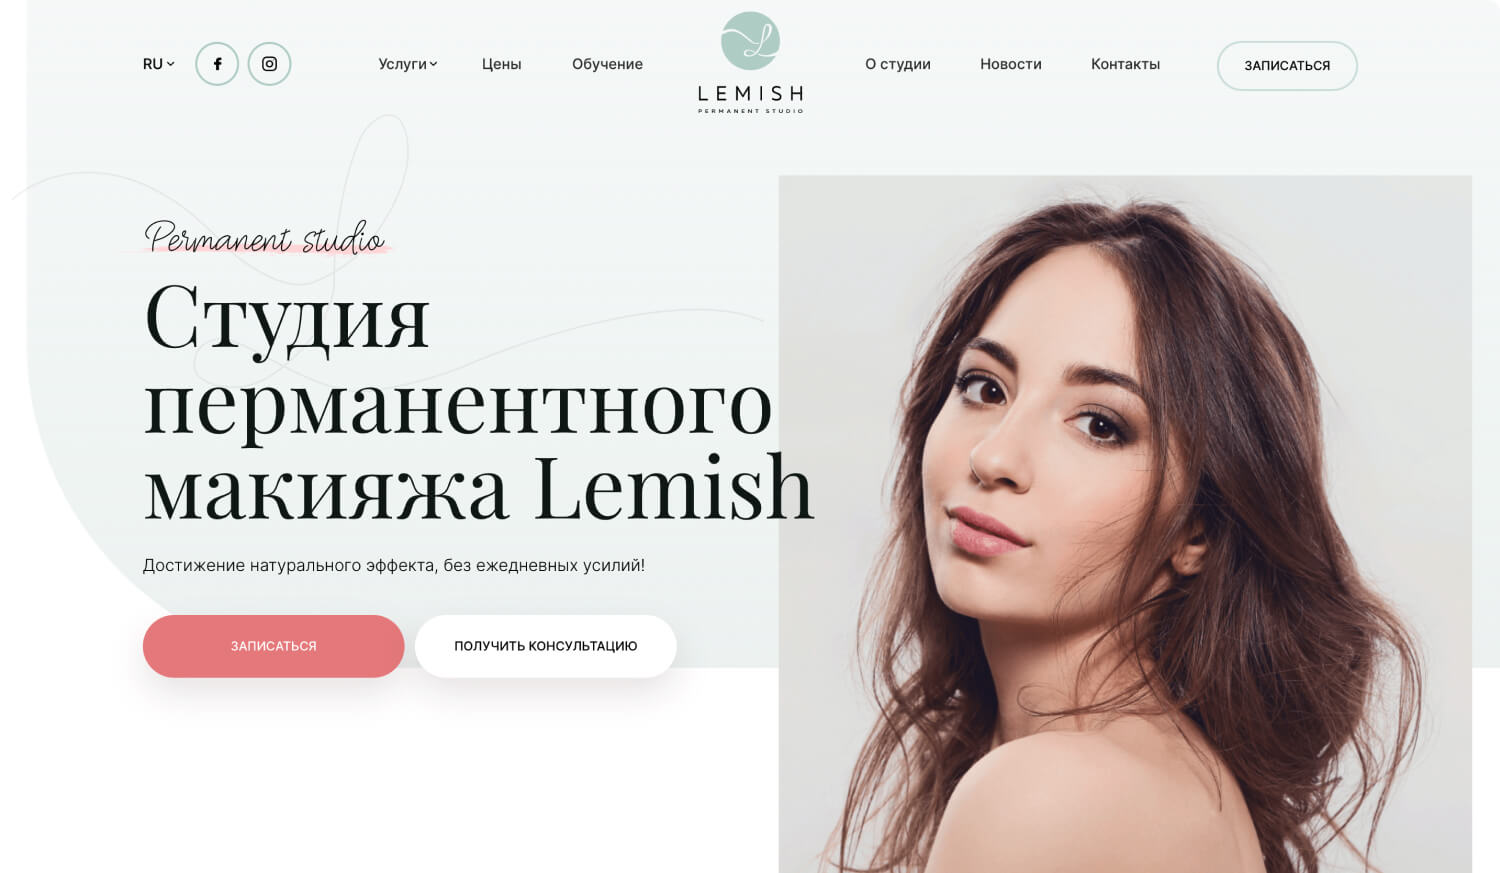 RU
Услуги
Цены
Обучение
LEMISH
PERMANENT STUDIO
О студии
Новости
Контакты
ЗАПИСАТЬСЯ
Permanent studio
Студия
перманентного
макияжа Lemish
Достижение натурального эффекта, без ежедневных усилий!
ЗАПИСАТЬСЯ
ПОЛУЧИТЬ КОНСУЛЬТАЦИЮ